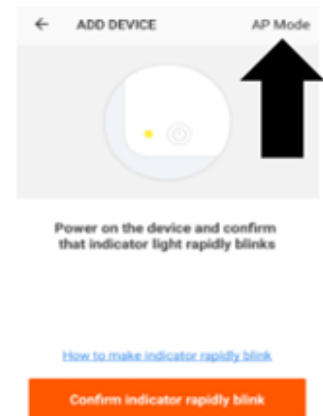 ← ADD DEVICE AP Mode
Power on the device and confirm
that indicator light rapidly blinks
How to make indicator rapidly blink
Confirm indicator rapidly blink